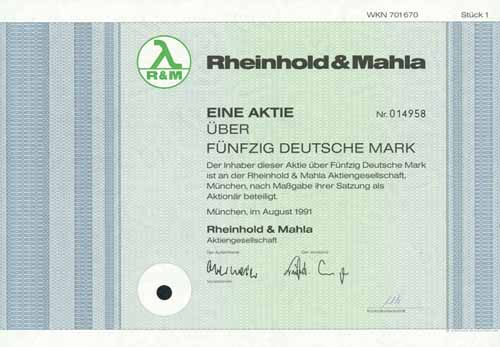 WKN 701670 Stück 1
λ
R&M
Rheinhold & Mahla
EINE AKTIE Nr. 014958
ÜBER
FÜNFZIG DEUTSCHE MARK
Der Inhaber dieser Aktie über Fünfzig Deutsche Mark
ist an der Rheinhold & Mahla Aktiengesellschaft,
München, nach Maßgabe ihrer Satzung als
Aktionär beteiligt.
München, im August 1991
Rheinhold & Mahla
Aktiengesellschaft
Der Aufsichtsrat Der Vorstand
Vorsitzender
Kontrollunterschrift